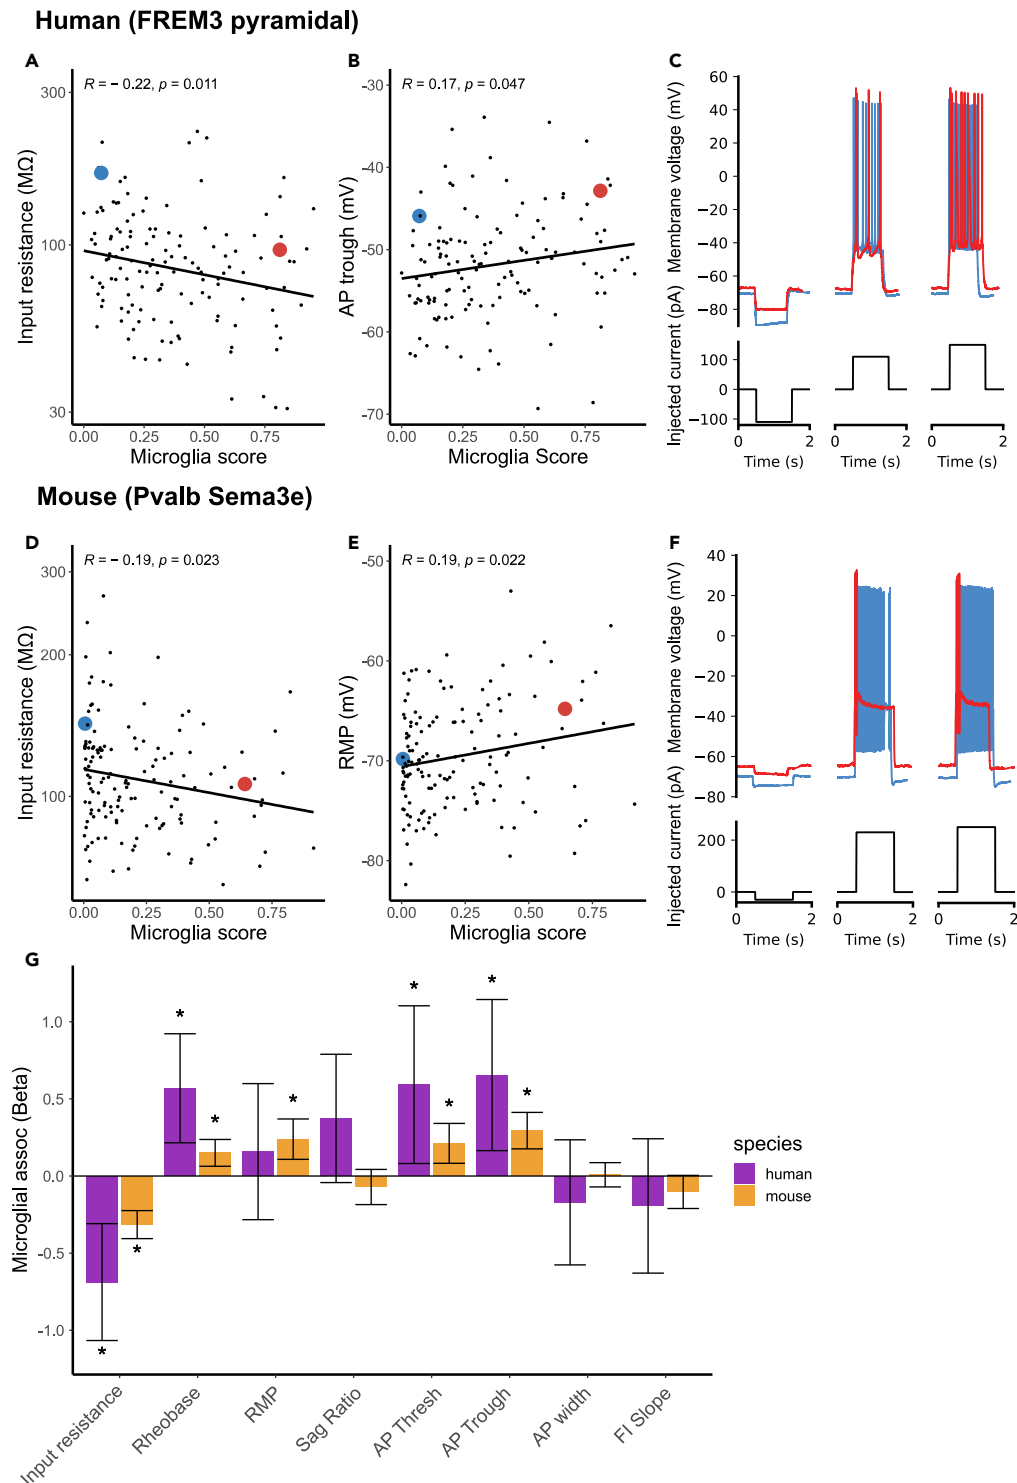 Human (FREM3 pyramidal)
A
R = − 0.22, p = 0.011
300
100
30
Input resistance (MΩ)
0.00 0.25 0.50 0.75
Microglia score
B
R = 0.17, p = 0.047
-30
-40
-50
-60
-70
AP trough (mV)
0.00 0.25 0.50 0.75
Microglia Score
C
60
40
20
0
−20
−40
−60
−80
Membrane voltage (mV)
100
0
−100
Injected current (pA)
0 2 0 2 0 2
Time (s) Time (s) Time (s)
Mouse (Pvalb Sema3e)
D
R = − 0.19, p = 0.023
300
200
100
Input resistance (MΩ)
0.00 0.25 0.50 0.75
Microglia score
E
R = 0.19, p = 0.022
-50
-60
-70
-80
RMP (mV)
0.00 0.25 0.50 0.75
Microglia score
F
40
20
0
−20
−40
−60
−80
Membrane voltage (mV)
200
0
Injected current (pA)
0 2 0 2 0 2
Time (s) Time (s) Time (s)
G
1.0
0.5
0.0
-0.5
-1.0
Microglial assoc (Beta)
* * * * * * * * *
Input resistance
Rheobase
RMP
Sag Ratio
AP Thresh
AP Trough
AP width
FI Slope
species
human
mouse